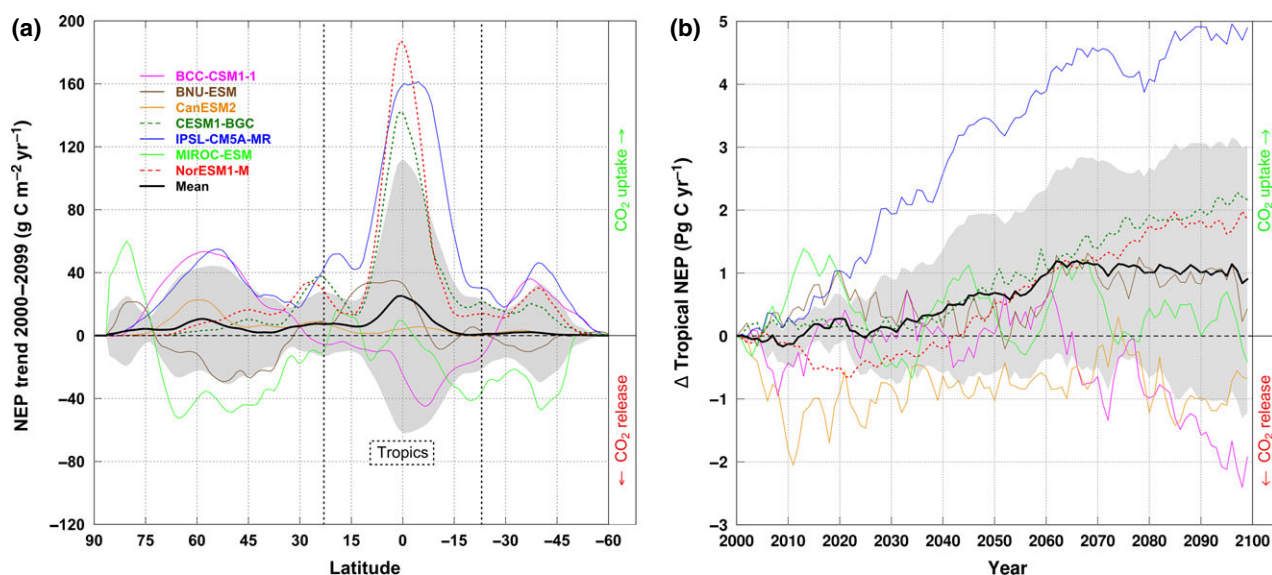 (a)
NEP trend 2000–2099 (g C m⁻² yr⁻¹)
200
160
120
80
40
0
−40
−80
−120
BCC-CSM1-1
BNU-ESM
CanESM2
CESM1-BGC
IPSL-CM5A-MR
MIROC-ESM
NorESM1-M
Mean
Tropics
90 75 60 45 30 15 0 −15 −30 −45 −60
Latitude
CO₂ uptake →
← CO₂ release
(b)
Δ Tropical NEP (Pg C yr⁻¹)
5
4
3
2
1
0
−1
−2
−3
2000 2010 2020 2030 2040 2050 2060 2070 2080 2090 2100
Year
CO₂ uptake →
← CO₂ release